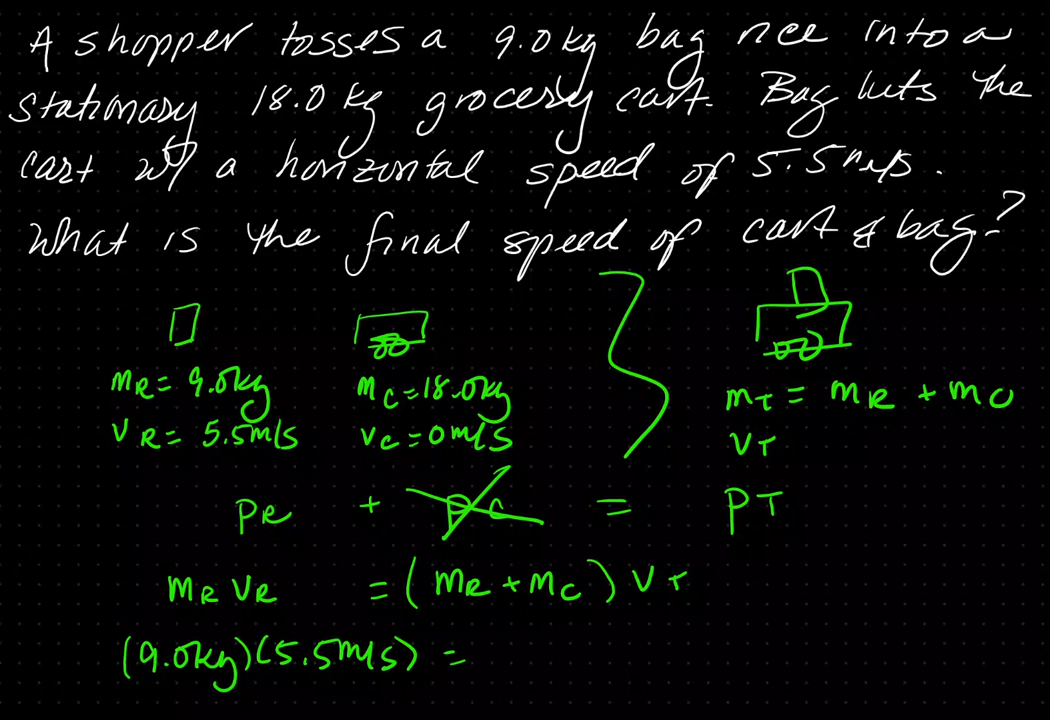 A shopper tosses a 9.0kg bag rice into a
stationary 18.0 kg grocery cart. Bag hits the
cart w/ a horizontal speed of 5.5m/s.
What is the final speed of cart & bag?
mR = 9.0kg mC = 18.0kg mT = mR + mC
VR = 5.5m/s VC = 0m/s VT
PR + PC = PT
mR VR = (mR + mC) VT
(9.0kg)(5.5m/s) =